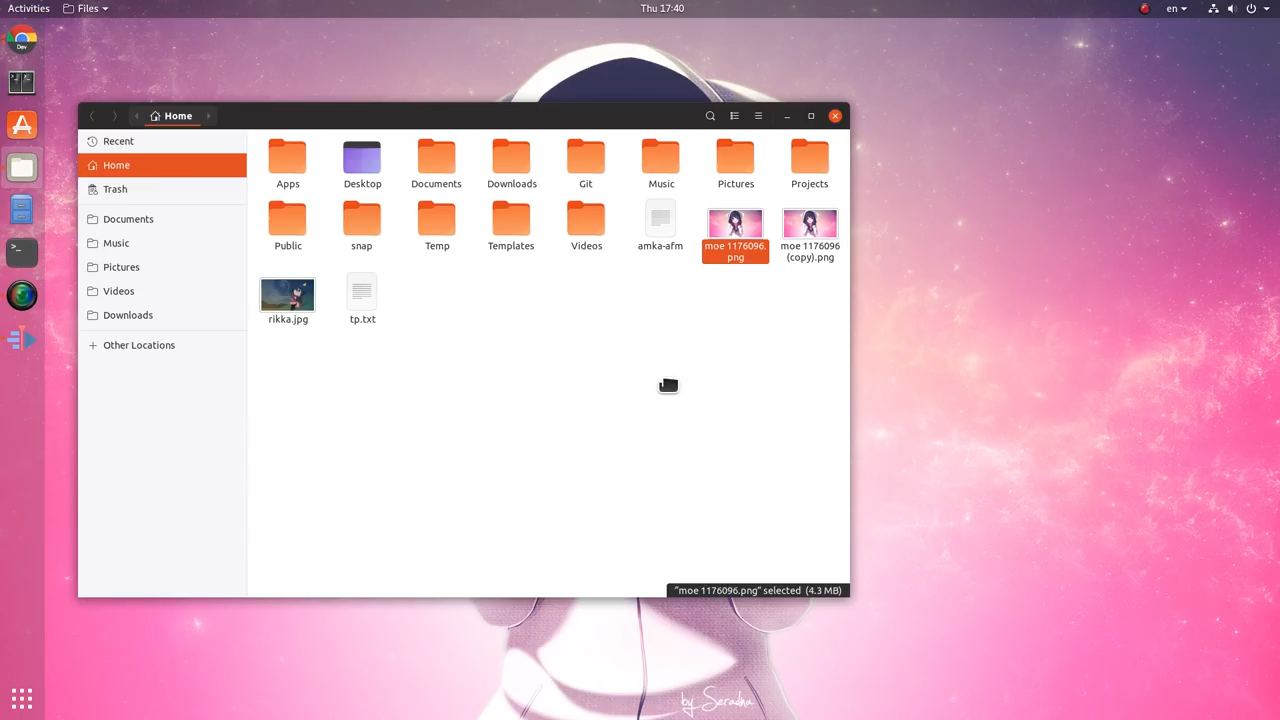 Activities Files Thu 17:40 en
Home
Recent
Home
Trash
Documents
Music
Pictures
Videos
Downloads
Other Locations
Apps Desktop Documents Downloads Git Music Pictures Projects
Public snap Temp Templates Videos amka-afm moe 1176096. moe 1176096
png (copy).png
rikka.jpg tp.txt
"moe 1176096.png" selected (4.3 MB)
Dev
by Seradna